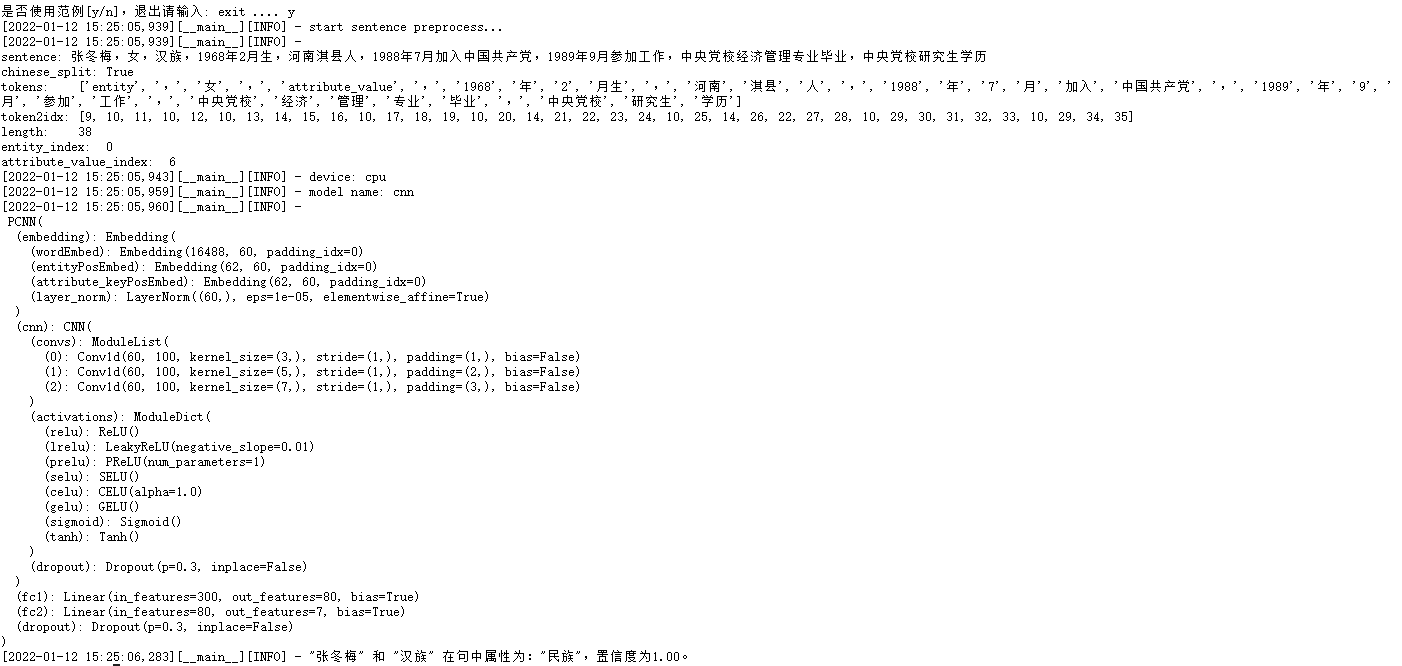 是否使用范例[y/n]，退出请输入: exit .... y
[2022-01-12 15:25:05,939][__main__][INFO] - start sentence preprocess...
[2022-01-12 15:25:05,939][__main__][INFO] -
sentence: 张冬梅，女，汉族，1968年2月生，河南淇县人，1988年7月加入中国共产党，1989年9月参加工作，中央党校经济管理专业毕业，中央党校研究生学历
chinese_split: True
tokens:    ['entity', '，', '女', '，', 'attribute_value', '，', '1968', '年', '2', '月生', '，', '河南', '淇县', '人', '，', '1988', '年', '7', '月', '加入', '中国共产党', '，', '1989', '年', '9', '
月', '参加', '工作', '，', '中央党校', '经济', '管理', '专业', '毕业', '，', '中央党校', '研究生', '学历']
token2idx: [9, 10, 11, 10, 12, 10, 13, 14, 15, 16, 10, 17, 18, 19, 10, 20, 14, 21, 22, 23, 24, 10, 25, 14, 26, 22, 27, 28, 10, 29, 30, 31, 32, 33, 10, 29, 34, 35]
length:    38
entity_index:  0
attribute_value_index:  6
[2022-01-12 15:25:05,943][__main__][INFO] - device: cpu
[2022-01-12 15:25:05,959][__main__][INFO] - model name: cnn
[2022-01-12 15:25:05,960][__main__][INFO] -
 PCNN(
  (embedding): Embedding(
    (wordEmbed): Embedding(16488, 60, padding_idx=0)
    (entityPosEmbed): Embedding(62, 60, padding_idx=0)
    (attribute_keyPosEmbed): Embedding(62, 60, padding_idx=0)
    (layer_norm): LayerNorm((60,), eps=1e-05, elementwise_affine=True)
  )
  (cnn): CNN(
    (convs): ModuleList(
      (0): Conv1d(60, 100, kernel_size=(3,), stride=(1,), padding=(1,), bias=False)
      (1): Conv1d(60, 100, kernel_size=(5,), stride=(1,), padding=(2,), bias=False)
      (2): Conv1d(60, 100, kernel_size=(7,), stride=(1,), padding=(3,), bias=False)
    )
    (activations): ModuleDict(
      (relu): ReLU()
      (lrelu): LeakyReLU(negative_slope=0.01)
      (prelu): PReLU(num_parameters=1)
      (selu): SELU()
      (celu): CELU(alpha=1.0)
      (gelu): GELU()
      (sigmoid): Sigmoid()
      (tanh): Tanh()
    )
    (dropout): Dropout(p=0.3, inplace=False)
  )
  (fc1): Linear(in_features=300, out_features=80, bias=True)
  (fc2): Linear(in_features=80, out_features=7, bias=True)
  (dropout): Dropout(p=0.3, inplace=False)
)
[2022-01-12 15:25:06,283][__main__][INFO] - "张冬梅" 和 "汉族" 在句中属性为："民族"，置信度为1.00。